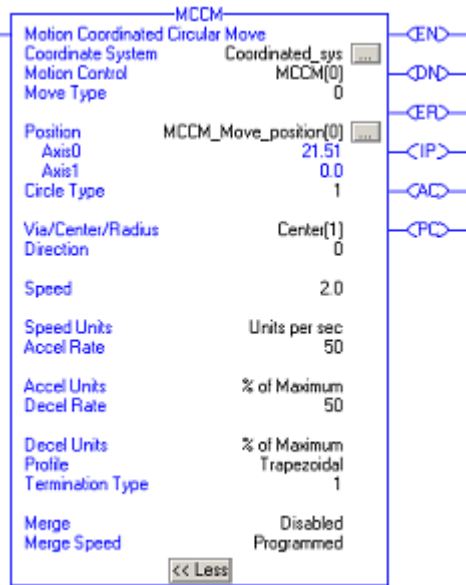 MCCM
Motion Coordinated Circular Move
Coordinate System Coordinated_sys ...
Motion Control MCCM[0]
Move Type 0
Position MCCM_Move_position[0] ...
Axis0 21.51
Axis1 0.0
Circle Type 1
Via/Center/Radius Center[1]
Direction 0
Speed 2.0
Speed Units Units per sec
Accel Rate 50
Accel Units % of Maximum
Decel Rate 50
Decel Units % of Maximum
Profile Trapezoidal
Termination Type 1
Merge Disabled
Merge Speed Programmed
<< Less
EN
DN
ER
IP
AC
PC